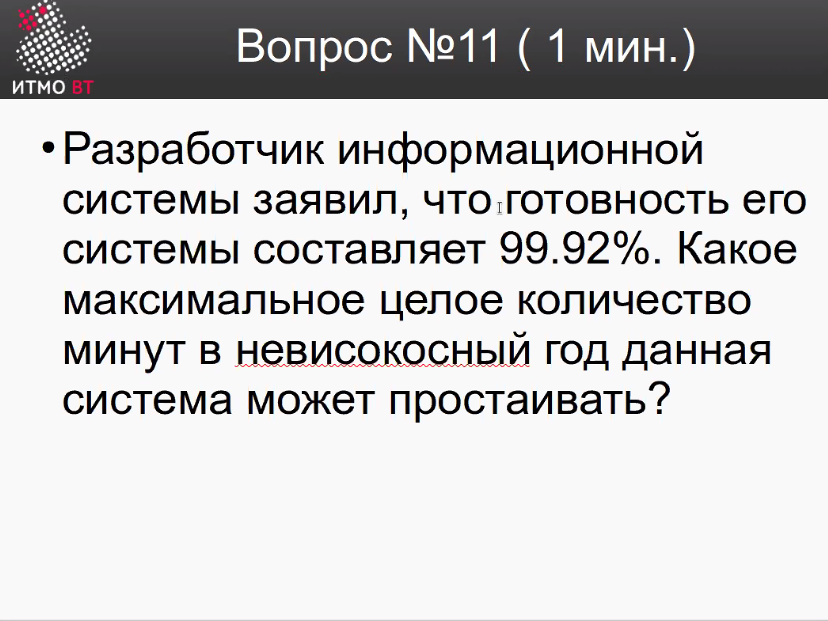 ИТМО ВТ
Вопрос №11 ( 1 мин.)
•Разработчик информационной
системы заявил, что готовность его
системы составляет 99.92%. Какое
максимальное целое количество
минут в невисокосный год данная
система может простаивать?